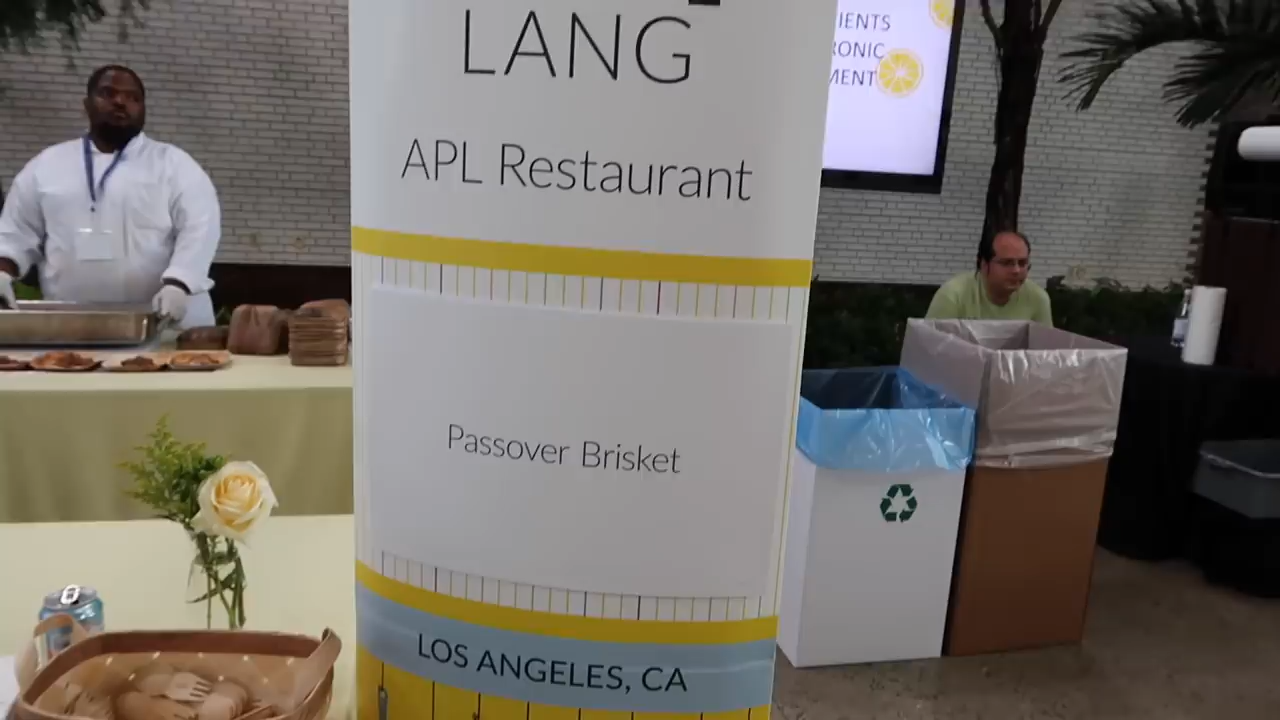 LANG
APL Restaurant
Passover Brisket
LOS ANGELES, CA
IENTS
RONIC
MENT